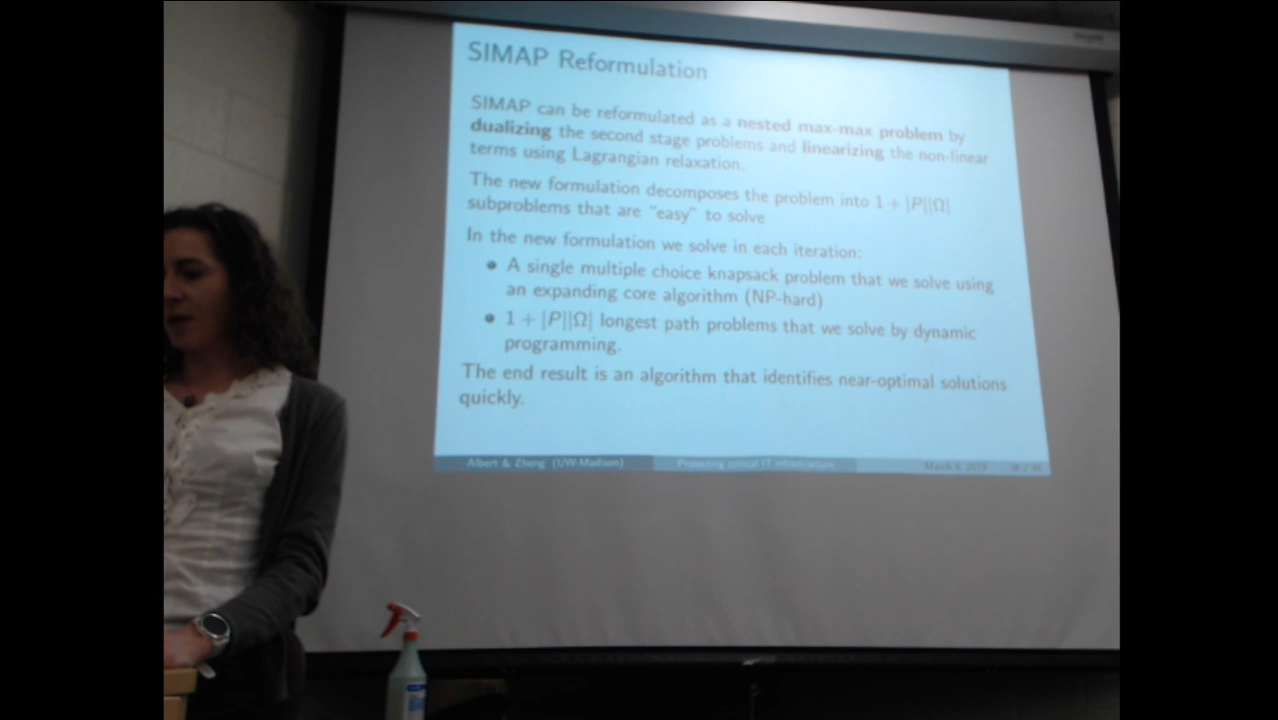 SIMAP Reformulation
SIMAP can be reformulated as a nested max-max problem by
dualizing the second stage problems and linearizing the non-linear
terms using Lagrangian relaxation.
The new formulation decomposes the problem into 1 + |P||Ω|
subproblems that are "easy" to solve
In the new formulation we solve in each iteration:
• A single multiple choice knapsack problem that we solve using
an expanding core algorithm (NP-hard)
• 1 + |P||Ω| longest path problems that we solve by dynamic
programming.
The end result is an algorithm that identifies near-optimal solutions
quickly.
Albert & Zheng (UW-Madison) Protecting critical IT infrastructure March 2019